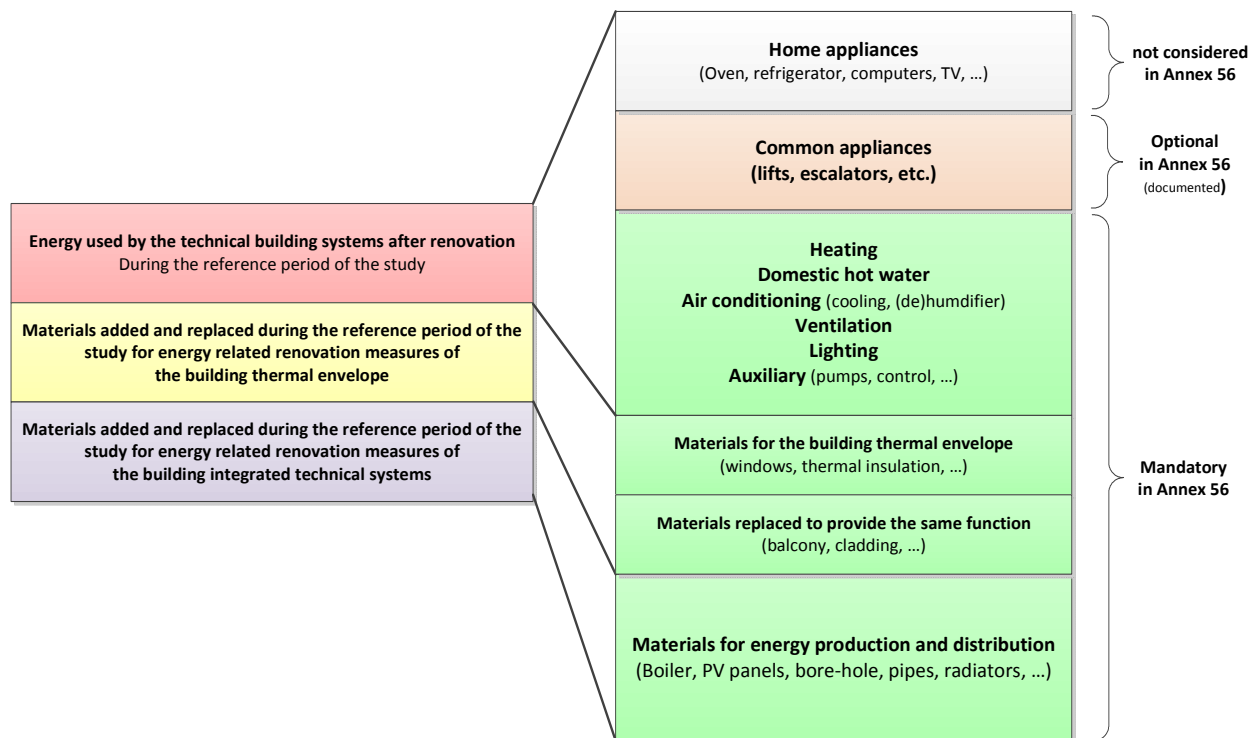 Home appliances
(Oven, refrigerator, computers, TV, …)
not considered
in Annex 56
Common appliances
(lifts, escalators, etc.)
Optional
in Annex 56
(documented)
Energy used by the technical building systems after renovation
During the reference period of the study
Materials added and replaced during the reference period of the
study for energy related renovation measures of
the building thermal envelope
Materials added and replaced during the reference period of the
study for energy related renovation measures of
the building integrated technical systems
Heating
Domestic hot water
Air conditioning (cooling, (de)humdifier)
Ventilation
Lighting
Auxiliary (pumps, control, …)
Materials for the building thermal envelope
(windows, thermal insulation, …)
Materials replaced to provide the same function
(balcony, cladding, …)
Materials for energy production and distribution
(Boiler, PV panels, bore-hole, pipes, radiators, …)
Mandatory
in Annex 56